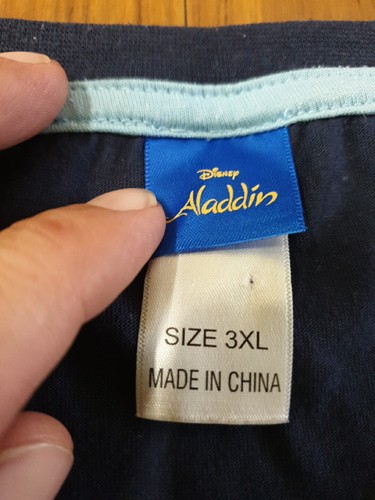 Disney
Aladdin
SIZE 3XL
MADE IN CHINA